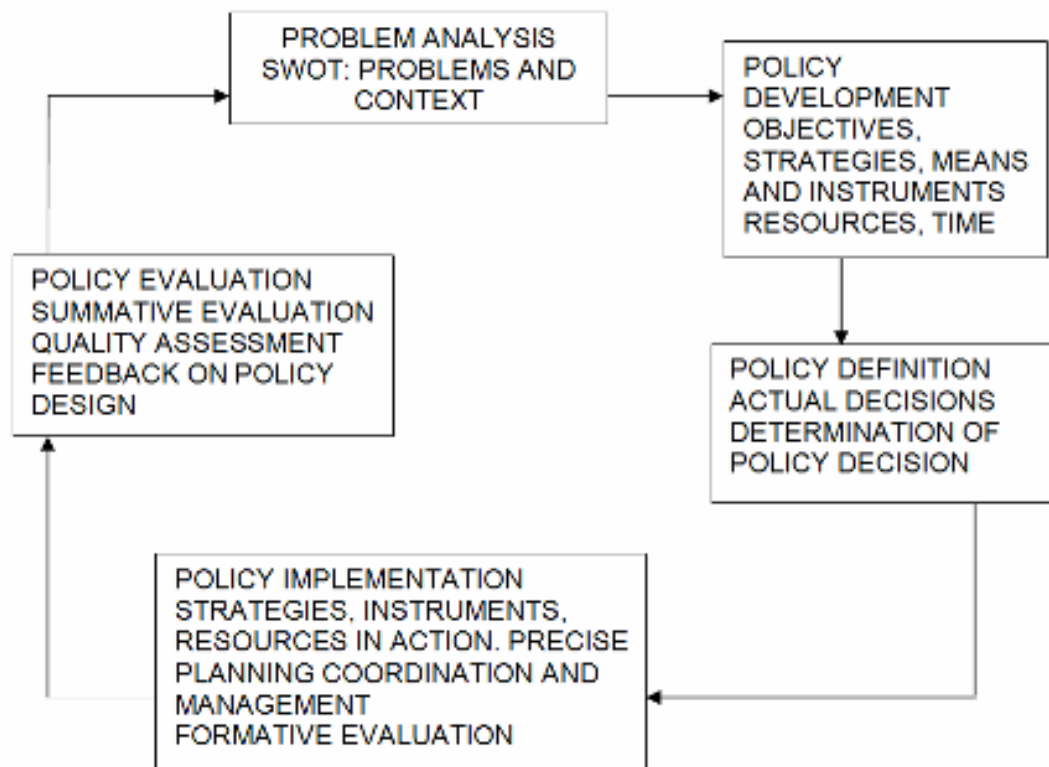 PROBLEM ANALYSIS
SWOT: PROBLEMS AND
CONTEXT
POLICY
DEVELOPMENT
OBJECTIVES,
STRATEGIES, MEANS
AND INSTRUMENTS
RESOURCES, TIME
POLICY DEFINITION
ACTUAL DECISIONS
DETERMINATION OF
POLICY DECISION
POLICY IMPLEMENTATION
STRATEGIES, INSTRUMENTS,
RESOURCES IN ACTION. PRECISE
PLANNING COORDINATION AND
MANAGEMENT
FORMATIVE EVALUATION
POLICY EVALUATION
SUMMATIVE EVALUATION
QUALITY ASSESSMENT
FEEDBACK ON POLICY
DESIGN